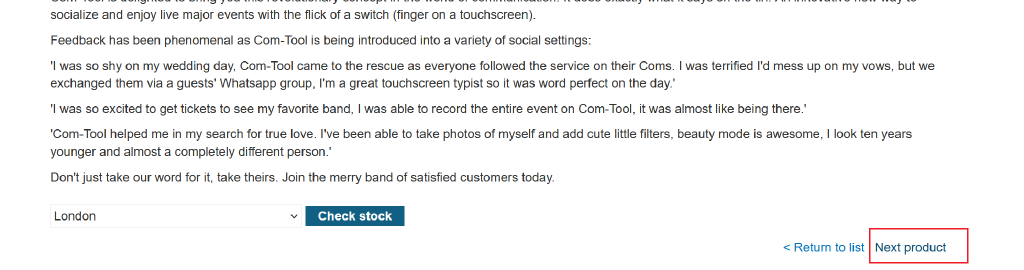 socialize and enjoy live major events with the flick of a switch (finger on a touchscreen).
Feedback has been phenomenal as Com-Tool is being introduced into a variety of social settings:
'I was so shy on my wedding day, Com-Tool came to the rescue as everyone followed the service on their Coms. I was terrified I'd mess up on my vows, but we
exchanged them via a guests' Whatsapp group, I'm a great touchscreen typist so it was word perfect on the day.'
'I was so excited to get tickets to see my favorite band, I was able to record the entire event on Com-Tool, it was almost like being there.'
'Com-Tool helped me in my search for true love. I've been able to take photos of myself and add cute little filters, beauty mode is awesome, I look ten years
younger and almost a completely different person.'
Don't just take our word for it, take theirs. Join the merry band of satisfied customers today.
London Check stock
< Return to list Next product